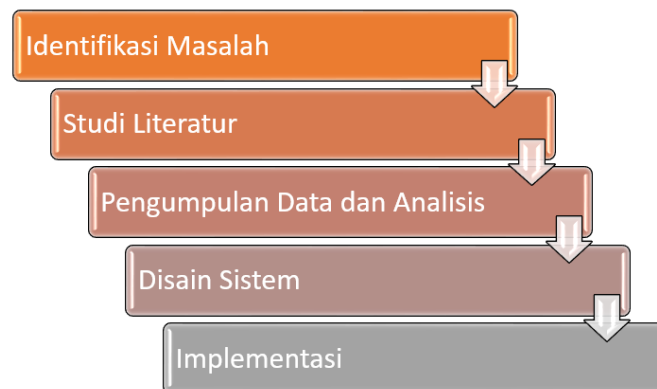 Identifikasi Masalah
Studi Literatur
Pengumpulan Data dan Analisis
Disain Sistem
Implementasi